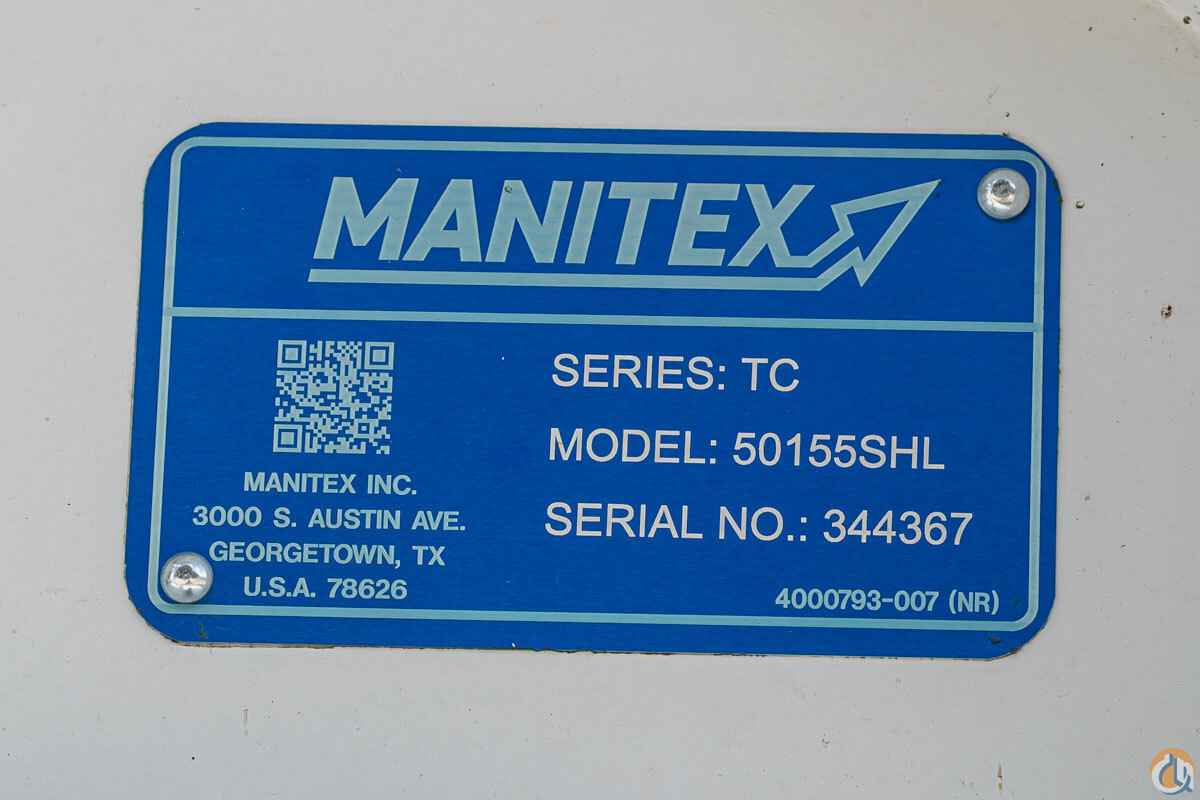 MANITEX
SERIES: TC
MODEL: 50155SHL
SERIAL NO.: 344367
MANITEX INC.
3000 S. AUSTIN AVE.
GEORGETOWN, TX
U.S.A. 78626
4000793-007 (NR)